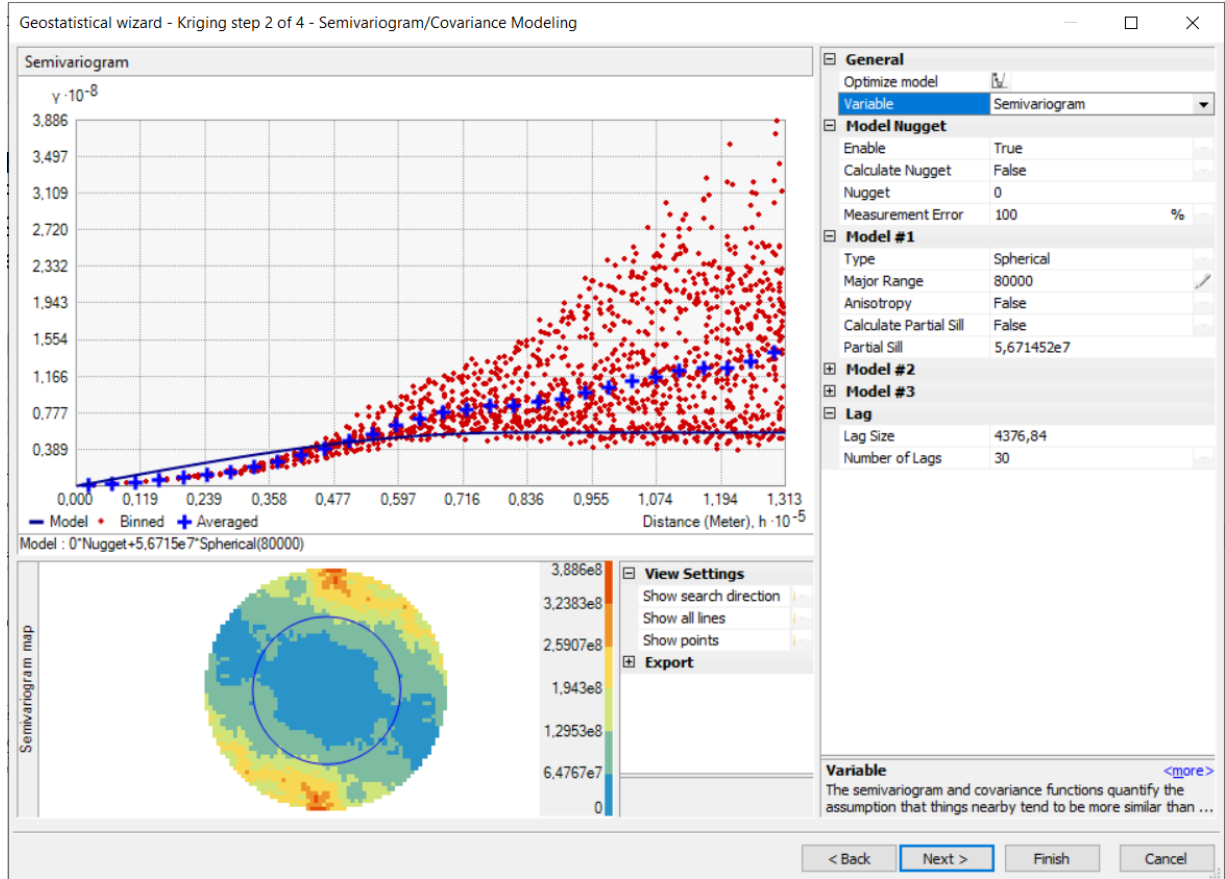 Geostatistical wizard - Kriging step 2 of 4 - Semivariogram/Covariance Modeling
Semivariogram
γ ·10-8
3,886
3,497
3,109
2,720
2,332
1,943
1,554
1,166
0,777
0,389
0,000 0,119 0,239 0,358 0,477 0,597 0,716 0,836 0,955 1,074 1,194 1,313
Model Binned Averaged
Distance (Meter), h ·10-5
Model : 0*Nugget+5,6715e7*Spherical(80000)
Semivariogram map
3,886e8
3,2383e8
2,5907e8
1,943e8
1,2953e8
6,4767e7
0
View Settings
Show search direction
Show all lines
Show points
Export
General
Optimize model
Variable Semivariogram
Model Nugget
Enable True
Calculate Nugget False
Nugget 0
Measurement Error 100 %
Model #1
Type Spherical
Major Range 80000
Anisotropy False
Calculate Partial Sill False
Partial Sill 5,671452e7
Model #2
Model #3
Lag
Lag Size 4376,84
Number of Lags 30
Variable <more>
The semivariogram and covariance functions quantify the
assumption that things nearby tend to be more similar than ...
< Back Next > Finish Cancel